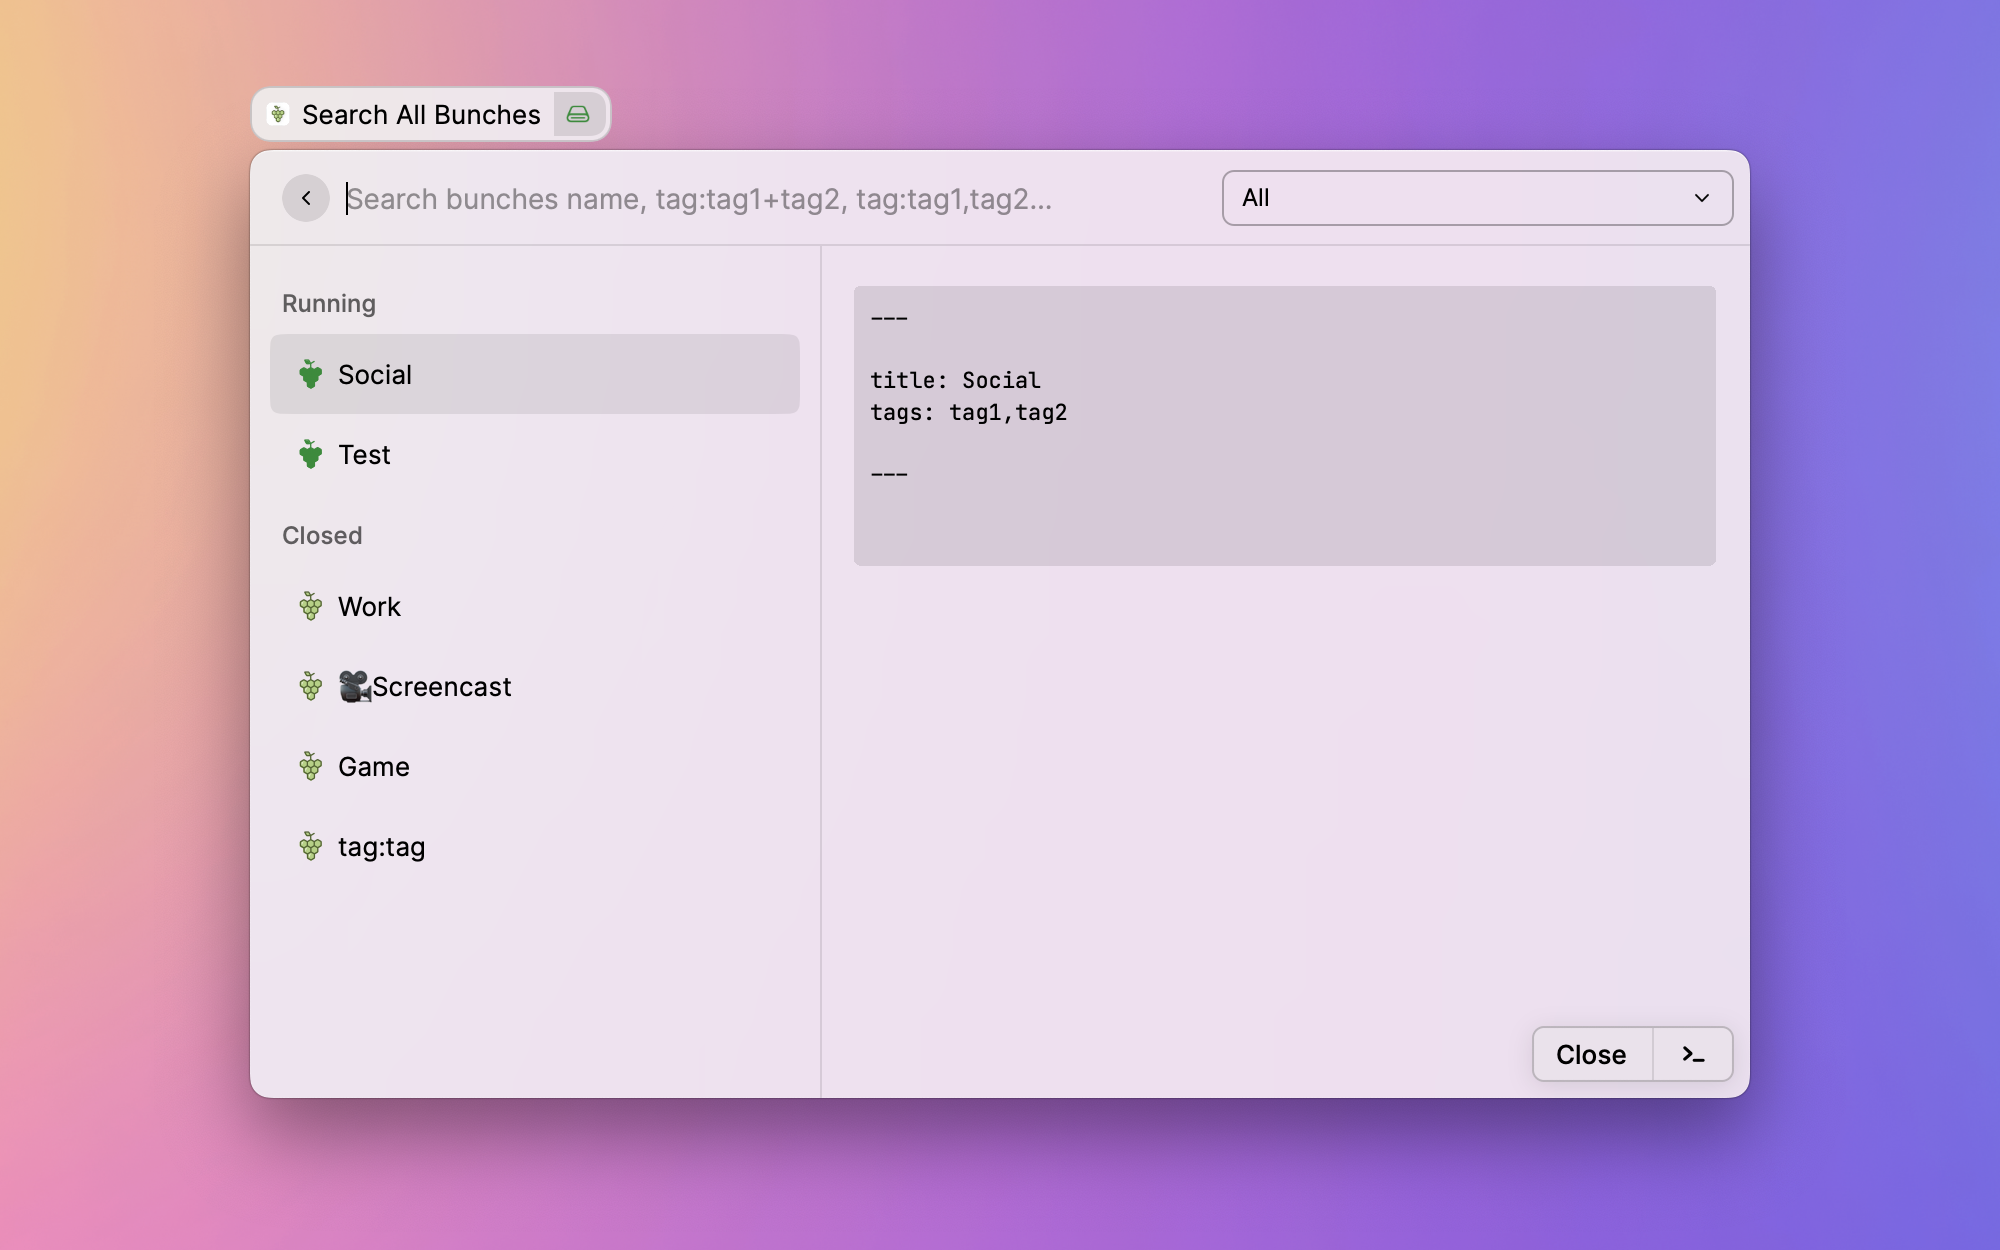 Search All Bunches
Search bunches name, tag:tag1+tag2, tag:tag1,tag2...
All
Running
Social
Test
Closed
Work
🎥Screencast
Game
tag:tag
---
title: Social
tags: tag1,tag2
---
Close
>_